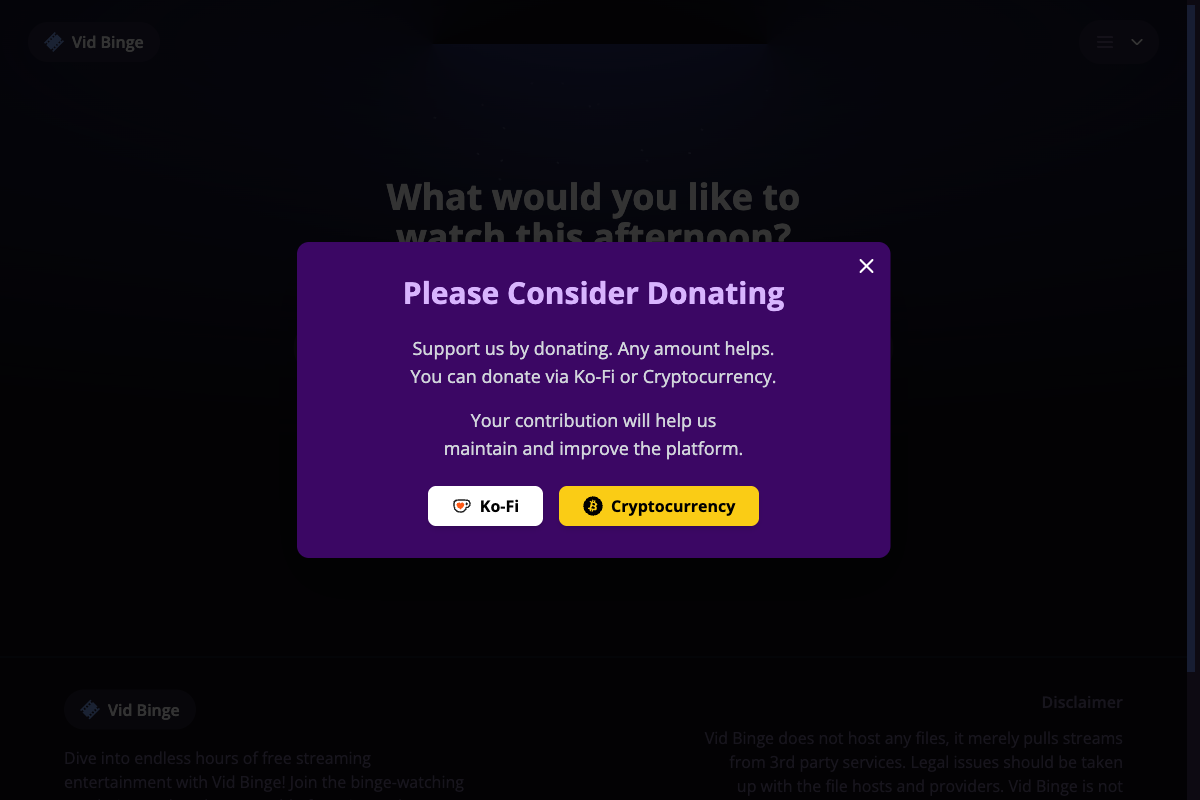 Vid Binge
What would you like to
watch this afternoon?
Please Consider Donating
Support us by donating. Any amount helps.
You can donate via Ko-Fi or Cryptocurrency.
Your contribution will help us
maintain and improve the platform.
Ko-Fi
Cryptocurrency
Vid Binge
Dive into endless hours of free streaming
entertainment with Vid Binge! Join the binge-watching
Disclaimer
Vid Binge does not host any files, it merely pulls streams
from 3rd party services. Legal issues should be taken
up with the file hosts and providers. Vid Binge is not